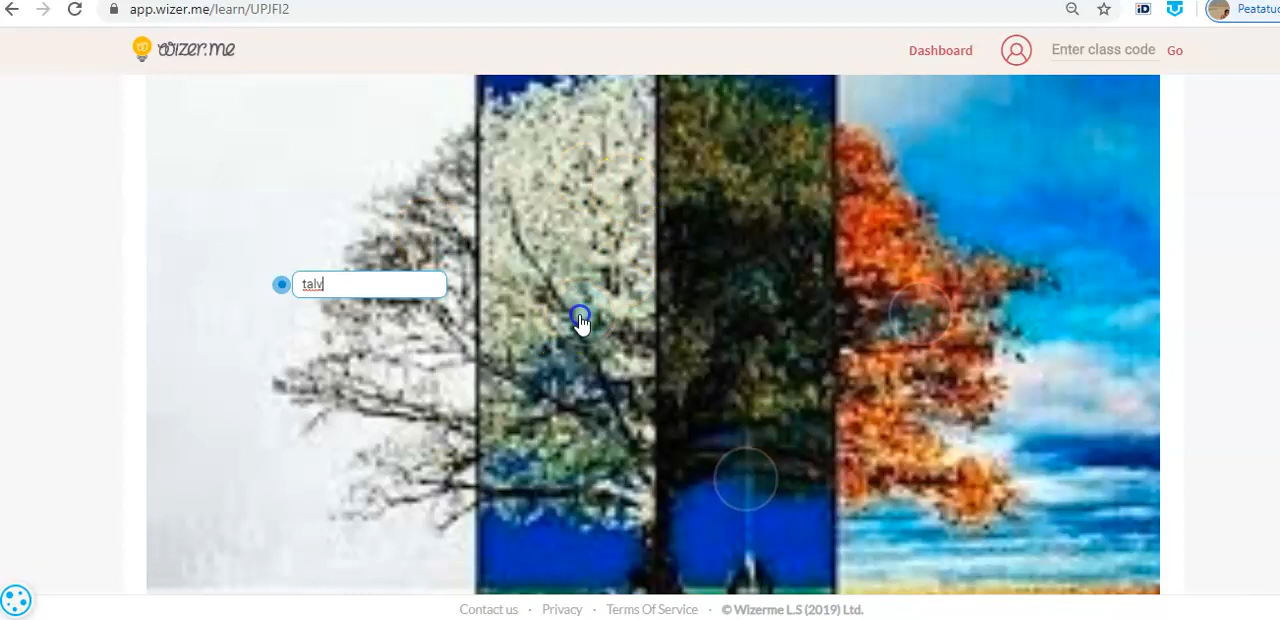 app.wizer.me/learn/UPJFI2
iD
Peatatud
wizer.me
Dashboard
Enter class code
Go
talv
Contact us · Privacy · Terms Of Service · © Wizerme L.S (2019) Ltd.